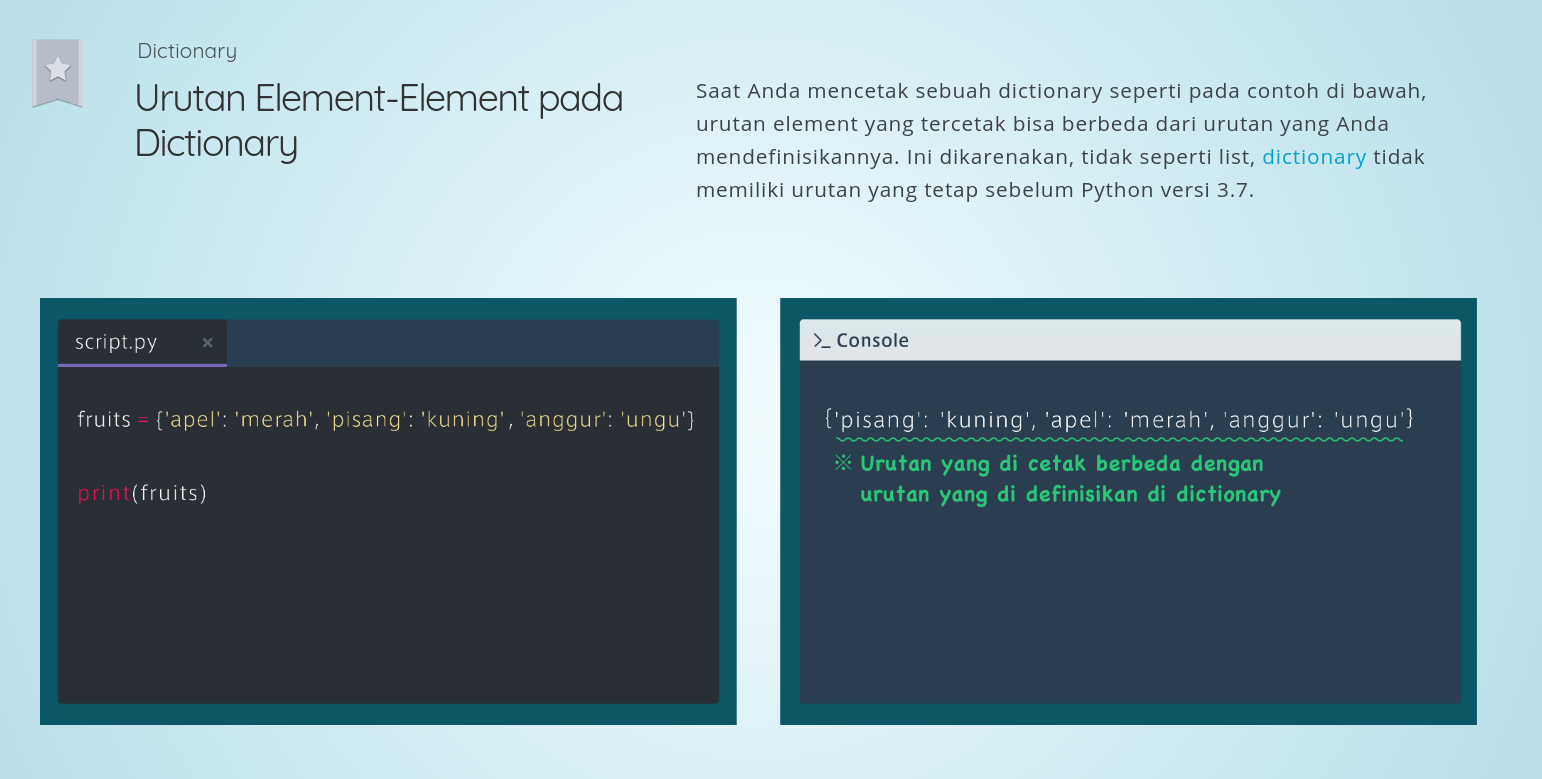 Dictionary
Urutan Element-Element pada
Dictionary
Saat Anda mencetak sebuah dictionary seperti pada contoh di bawah,
urutan element yang tercetak bisa berbeda dari urutan yang Anda
mendefinisikannya. Ini dikarenakan, tidak seperti list, dictionary tidak
memiliki urutan yang tetap sebelum Python versi 3.7.
script.py ×
fruits = {'apel': 'merah', 'pisang': 'kuning', 'anggur': 'ungu'}
print(fruits)
>_ Console
{'pisang': 'kuning', 'apel': 'merah', 'anggur': 'ungu'}
※ Urutan yang di cetak berbeda dengan
urutan yang di definisikan di dictionary